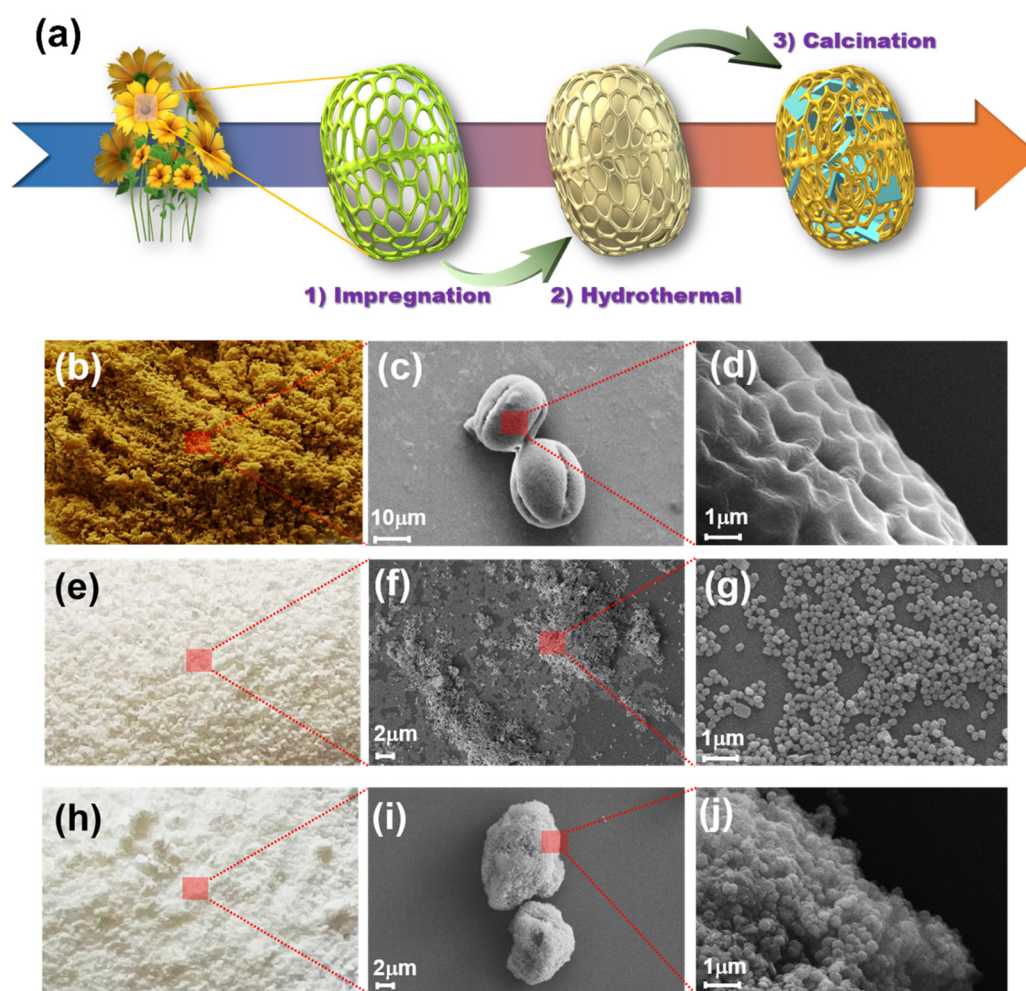 (a)
3) Calcination
1) Impregnation
2) Hydrothermal
(b)
(c)
(d)
10μm
1μm
(e)
(f)
(g)
2μm
1μm
(h)
(i)
(j)
2μm
1μm